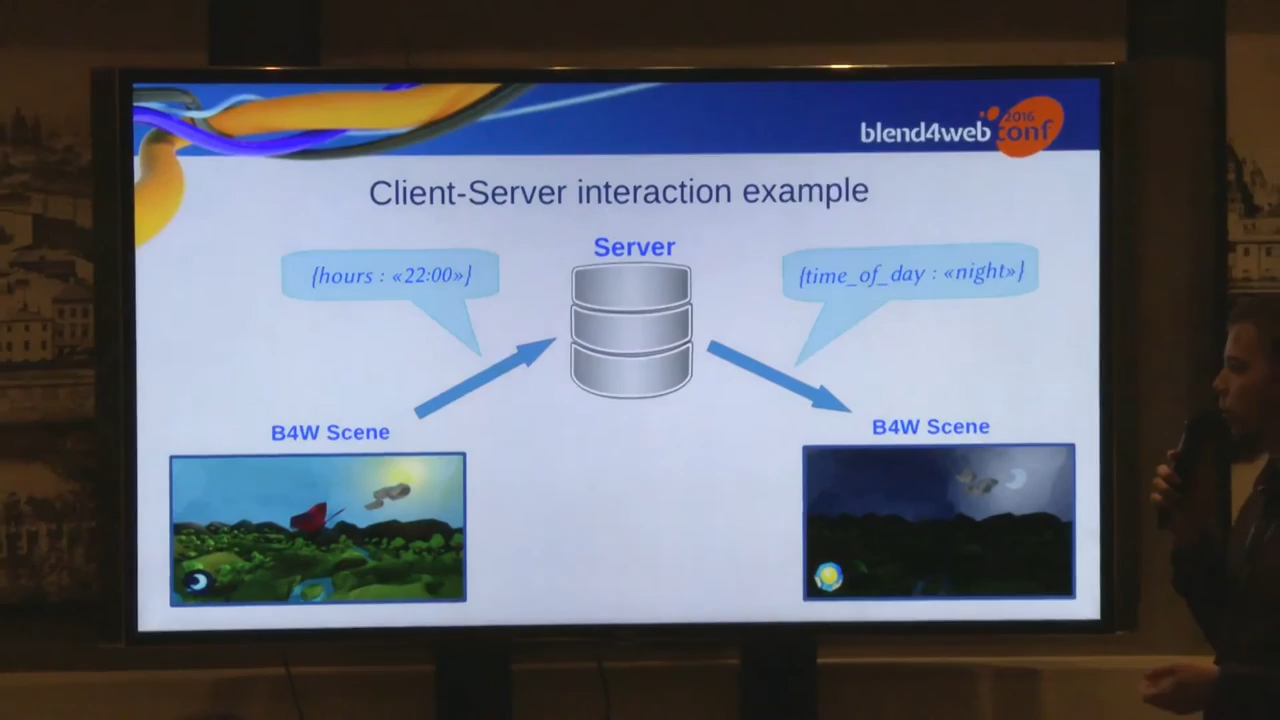 blend4web 2016 conf
Client-Server interaction example
Server
{hours : «22:00»}
{time_of_day : «night»}
B4W Scene
B4W Scene